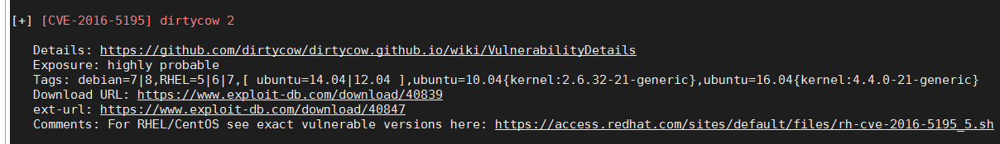 [+] [CVE-2016-5195] dirtycow 2
Details: https://github.com/dirtycow/dirtycow.github.io/wiki/VulnerabilityDetails
Exposure: highly probable
Tags: debian=7|8,RHEL=5|6|7,[ ubuntu=14.04|12.04 ],ubuntu=10.04{kernel:2.6.32-21-generic},ubuntu=16.04{kernel:4.4.0-21-generic}
Download URL: https://www.exploit-db.com/download/40839
ext-url: https://www.exploit-db.com/download/40847
Comments: For RHEL/CentOS see exact vulnerable versions here: https://access.redhat.com/sites/default/files/rh-cve-2016-5195_5.sh